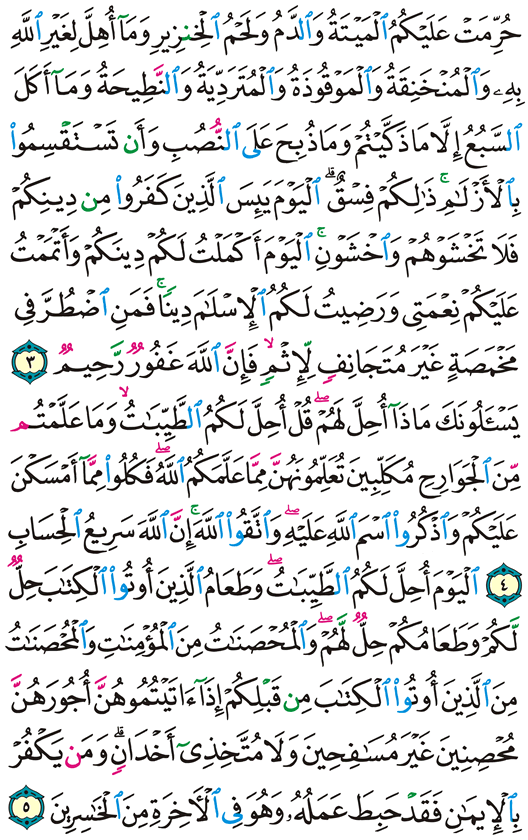 حُرِّمَتْ عَلَيْكُمُ ٱلْمَيْتَةُ وَٱلدَّمُ وَلَحْمُ ٱلْخِنزِيرِ وَمَآ أُهِلَّ لِغَيْرِ ٱللَّهِ
بِهِۦ وَٱلْمُنْخَنِقَةُ وَٱلْمَوْقُوذَةُ وَٱلْمُتَرَدِّيَةُ وَٱلنَّطِيحَةُ وَمَآ أَكَلَ
ٱلسَّبُعُ إِلَّا مَا ذَكَّيْتُمْ وَمَا ذُبِحَ عَلَى ٱلنُّصُبِ وَأَن تَسْتَقْسِمُوا۟
بِٱلْأَزْلَـٰمِ ۚ ذَٰلِكُمْ فِسْقٌ ۗ ٱلْيَوْمَ يَئِسَ ٱلَّذِينَ كَفَرُوا۟ مِن دِينِكُمْ
فَلَا تَخْشَوْهُمْ وَٱخْشَوْنِ ۚ ٱلْيَوْمَ أَكْمَلْتُ لَكُمْ دِينَكُمْ وَأَتْمَمْتُ
عَلَيْكُمْ نِعْمَتِى وَرَضِيتُ لَكُمُ ٱلْإِسْلَـٰمَ دِينًا ۚ فَمَنِ ٱضْطُرَّ فِى
مَخْمَصَةٍ غَيْرَ مُتَجَانِفٍ لِّإِثْمٍ ۙ فَإِنَّ ٱللَّهَ غَفُورٌ رَّحِيمٌ ٣
يَسْـَٔلُونَكَ مَاذَآ أُحِلَّ لَهُمْ ۖ قُلْ أُحِلَّ لَكُمُ ٱلطَّيِّبَـٰتُ ۙ وَمَا عَلَّمْتُم
مِّنَ ٱلْجَوَارِحِ مُكَلِّبِينَ تُعَلِّمُونَهُنَّ مِمَّا عَلَّمَكُمُ ٱللَّهُ ۖ فَكُلُوا۟ مِمَّآ أَمْسَكْنَ
عَلَيْكُمْ وَٱذْكُرُوا۟ ٱسْمَ ٱللَّهِ عَلَيْهِ ۖ وَٱتَّقُوا۟ ٱللَّهَ ۚ إِنَّ ٱللَّهَ سَرِيعُ ٱلْحِسَابِ
٤ ٱلْيَوْمَ أُحِلَّ لَكُمُ ٱلطَّيِّبَـٰتُ ۖ وَطَعَامُ ٱلَّذِينَ أُوتُوا۟ ٱلْكِتَـٰبَ حِلٌّ
لَّكُمْ وَطَعَامُكُمْ حِلٌّ لَّهُمْ ۖ وَٱلْمُحْصَنَـٰتُ مِنَ ٱلْمُؤْمِنَـٰتِ وَٱلْمُحْصَنَـٰتُ
مِنَ ٱلَّذِينَ أُوتُوا۟ ٱلْكِتَـٰبَ مِن قَبْلِكُمْ إِذَآ ءَاتَيْتُمُوهُنَّ أُجُورَهُنَّ
مُحْصِنِينَ غَيْرَ مُسَـٰفِحِينَ وَلَا مُتَّخِذِىٓ أَخْدَانٍ ۗ وَمَن يَكْفُرْ
بِٱلْإِيمَـٰنِ فَقَدْ حَبِطَ عَمَلُهُۥ وَهُوَ فِى ٱلْـَٔاخِرَةِ مِنَ ٱلْخَـٰسِرِينَ ٥